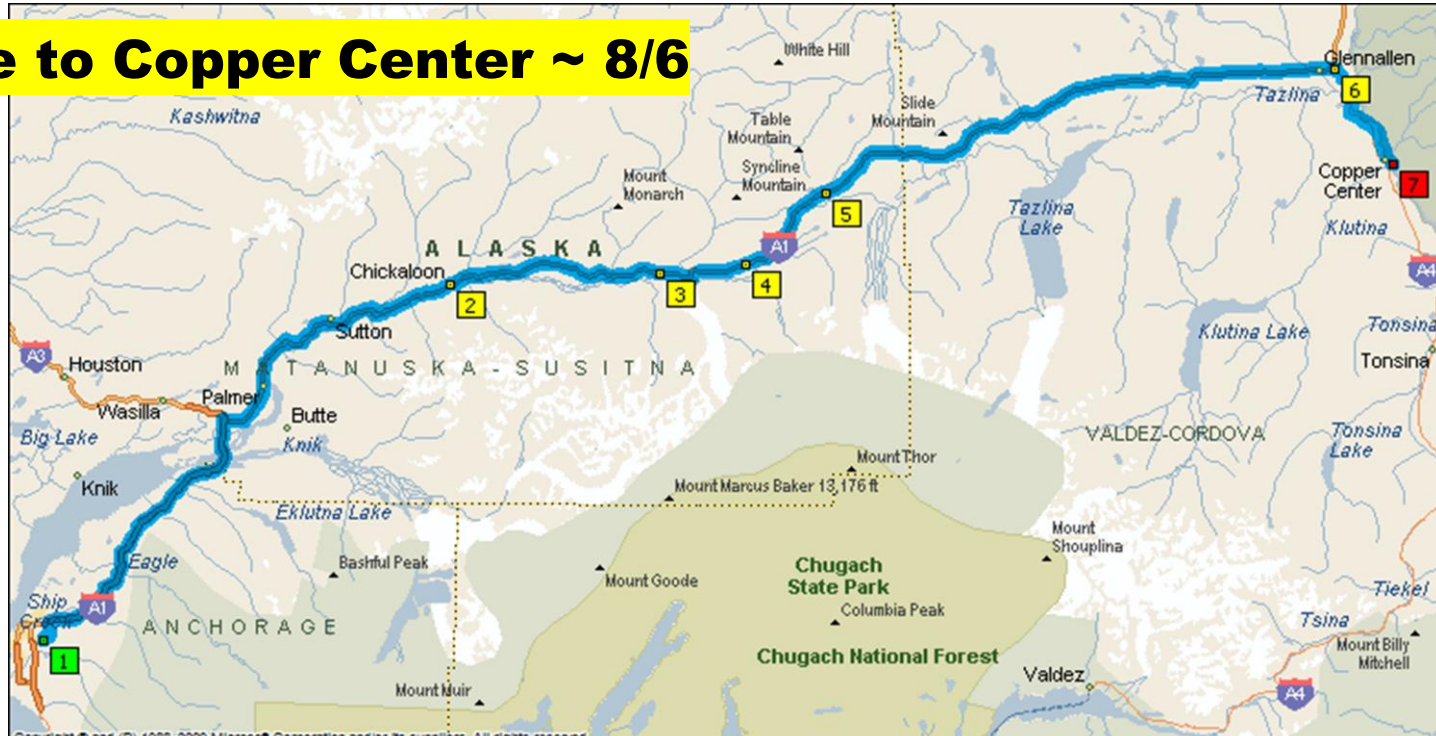 e to Copper Center ~ 8/6
White Hill
Glennallen
Kashwitna
Tazlina
6
Slide
Mountain
Table
Mountain
Syncline
Mountain
Mount
Monarch
Copper
Center
7
5
Tazlina
Lake
Klutina
A1
ALASKA
Chickaloon
4
A4
3
2
Sutton
Klutina Lake
Tonsina
Tonsina
A3
Houston
MATANUSKA-SUSITNA
Palmer
Wasilla
Butte
Big Lake
Knik
VALDEZ-CORDOVA
Tonsina
Lake
Mount Thor
Knik
Mount Marcus Baker 13,176 ft
Eklutna Lake
Mount
Shouplina
Eagle
Bashful Peak
Chugach
State Park
Mount Goode
Tiekel
Ship
Creek
A1
Columbia Peak
Tsina
ANCHORAGE
Mount Billy
Mitchell
1
Chugach National Forest
Valdez
Mount Muir
A4